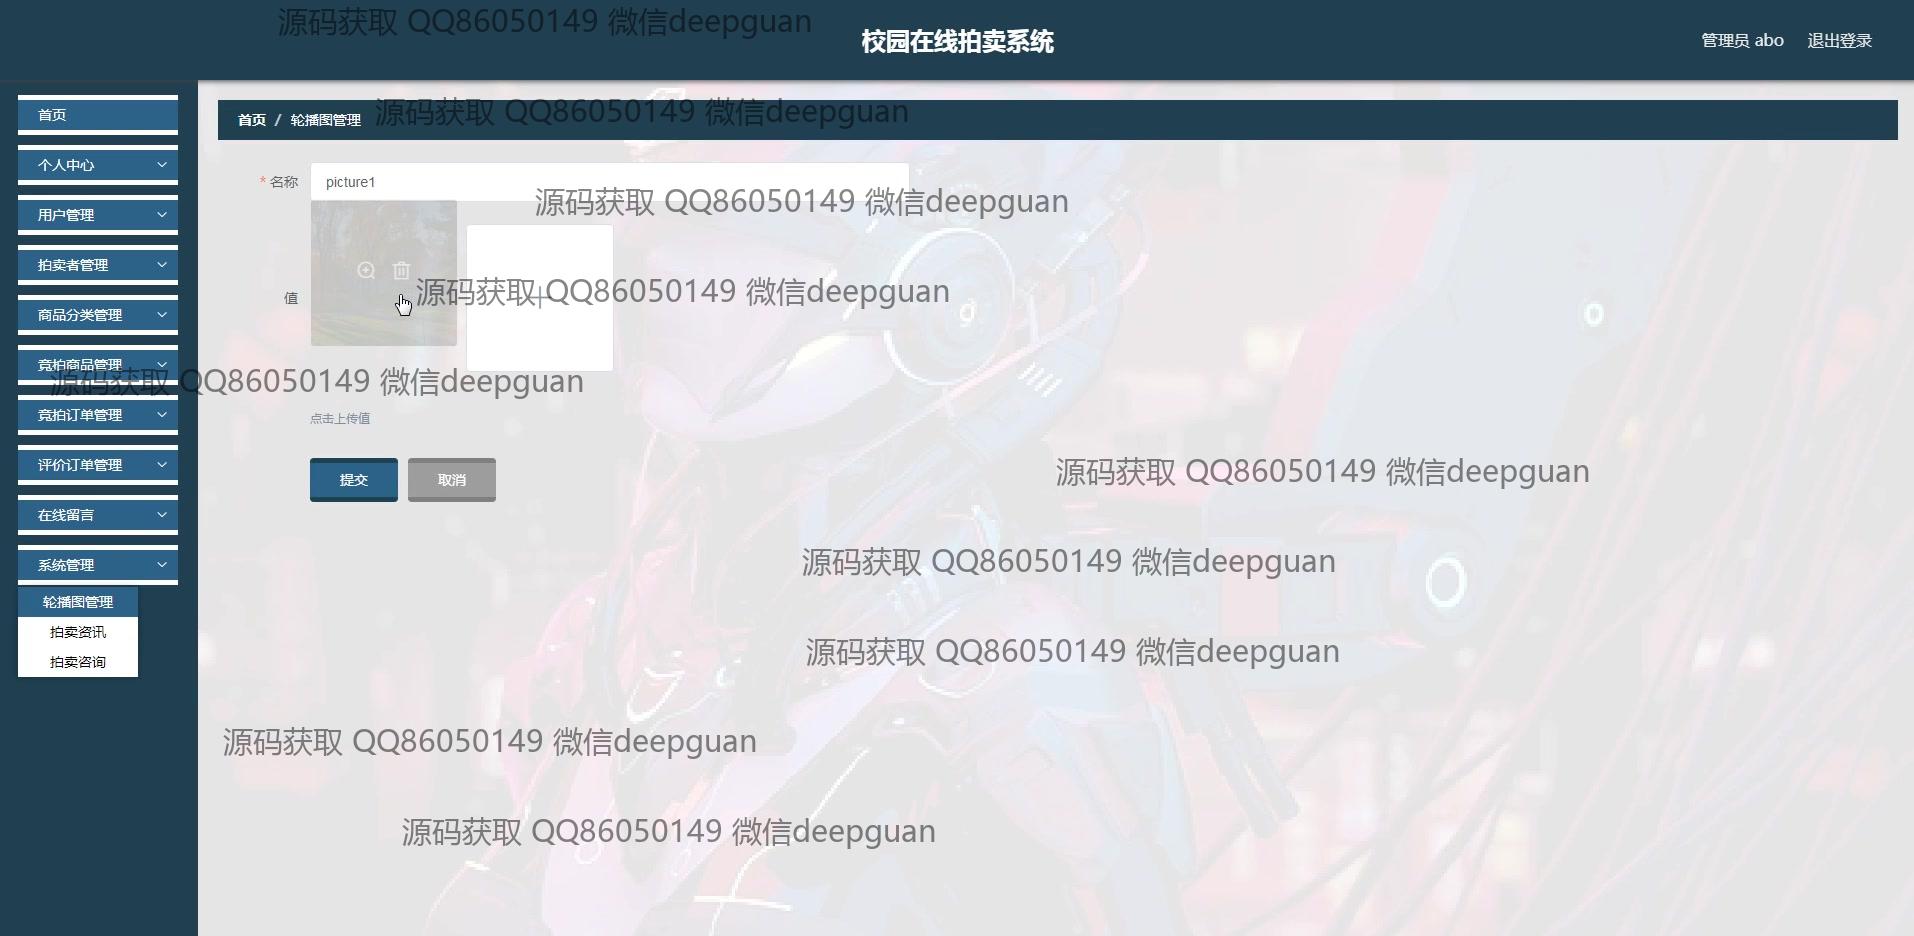 源码获取 QQ86050149 微信deepguan
校园在线拍卖系统
管理员 abo
退出登录
首页
个人中心
用户管理
拍卖者管理
商品分类管理
竞拍商品管理
竞拍订单管理
评价订单管理
在线留言
系统管理
轮播图管理
拍卖资讯
拍卖咨询
首页 / 轮播图管理
源码获取 QQ86050149 微信deepguan
* 名称
picture1
源码获取 QQ86050149 微信deepguan
值
源码获取 QQ86050149 微信deepguan
源码获取 QQ86050149 微信deepguan
点击上传值
提交
取消
源码获取 QQ86050149 微信deepguan
源码获取 QQ86050149 微信deepguan
源码获取 QQ86050149 微信deepguan
源码获取 QQ86050149 微信deepguan
源码获取 QQ86050149 微信deepguan